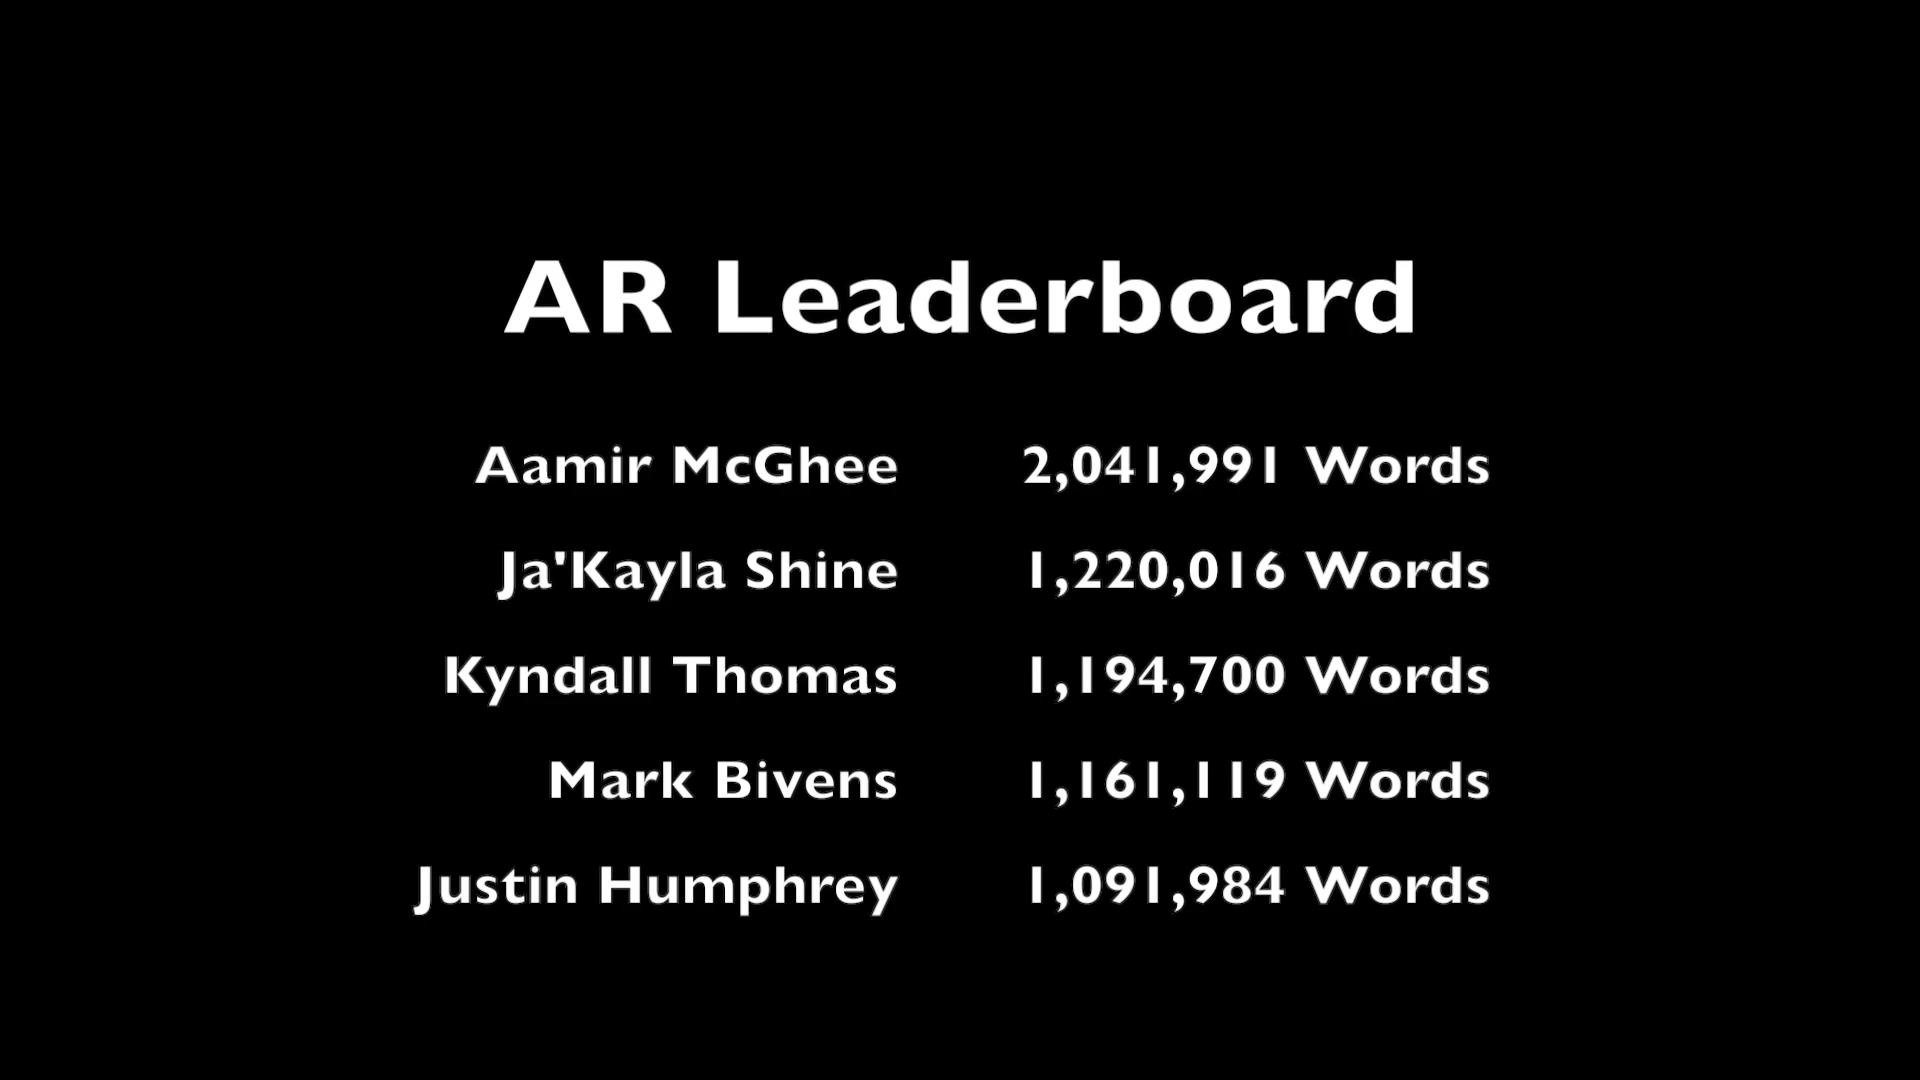 AR Leaderboard
Aamir McGhee 2,041,991 Words
Ja'Kayla Shine 1,220,016 Words
Kyndall Thomas 1,194,700 Words
Mark Bivens 1,161,119 Words
Justin Humphrey 1,091,984 Words